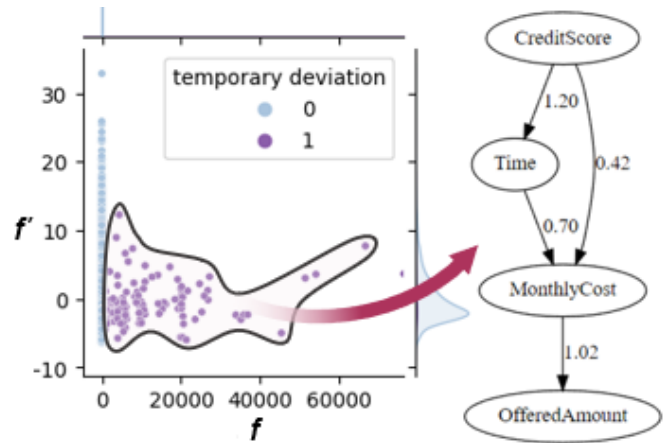 temporary deviation
0
1
30
20
10
0
-10
f'
0
20000
40000
60000
f
CreditScore
1.20
Time
0.42
0.70
MonthlyCost
1.02
OfferedAmount